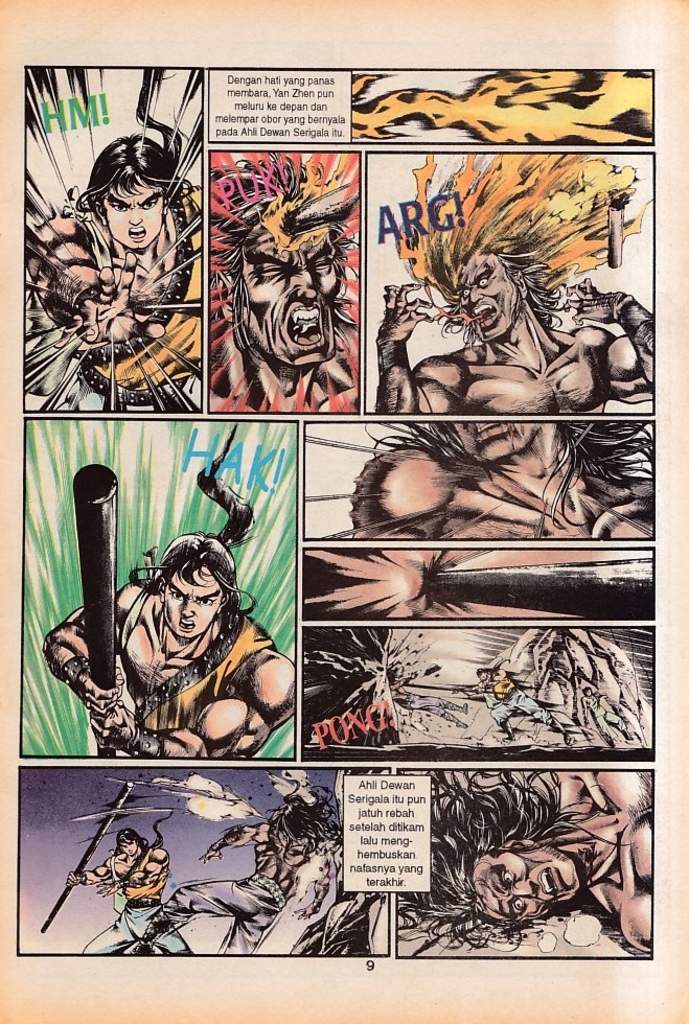 HM!
Dengan hati yang panas
membara, Yan Zhen pun
meluru ke depan dan
melempar obor yang bernyala
pada Ahli Dewan Serigala itu.
PUK!
ARG!
HAK!
PONG!
Ahli Dewan
Serigala itu pun
jatuh rebah
setelah ditikam
lalu meng-
hembuskan
nafasnya yang
terakhir.
9